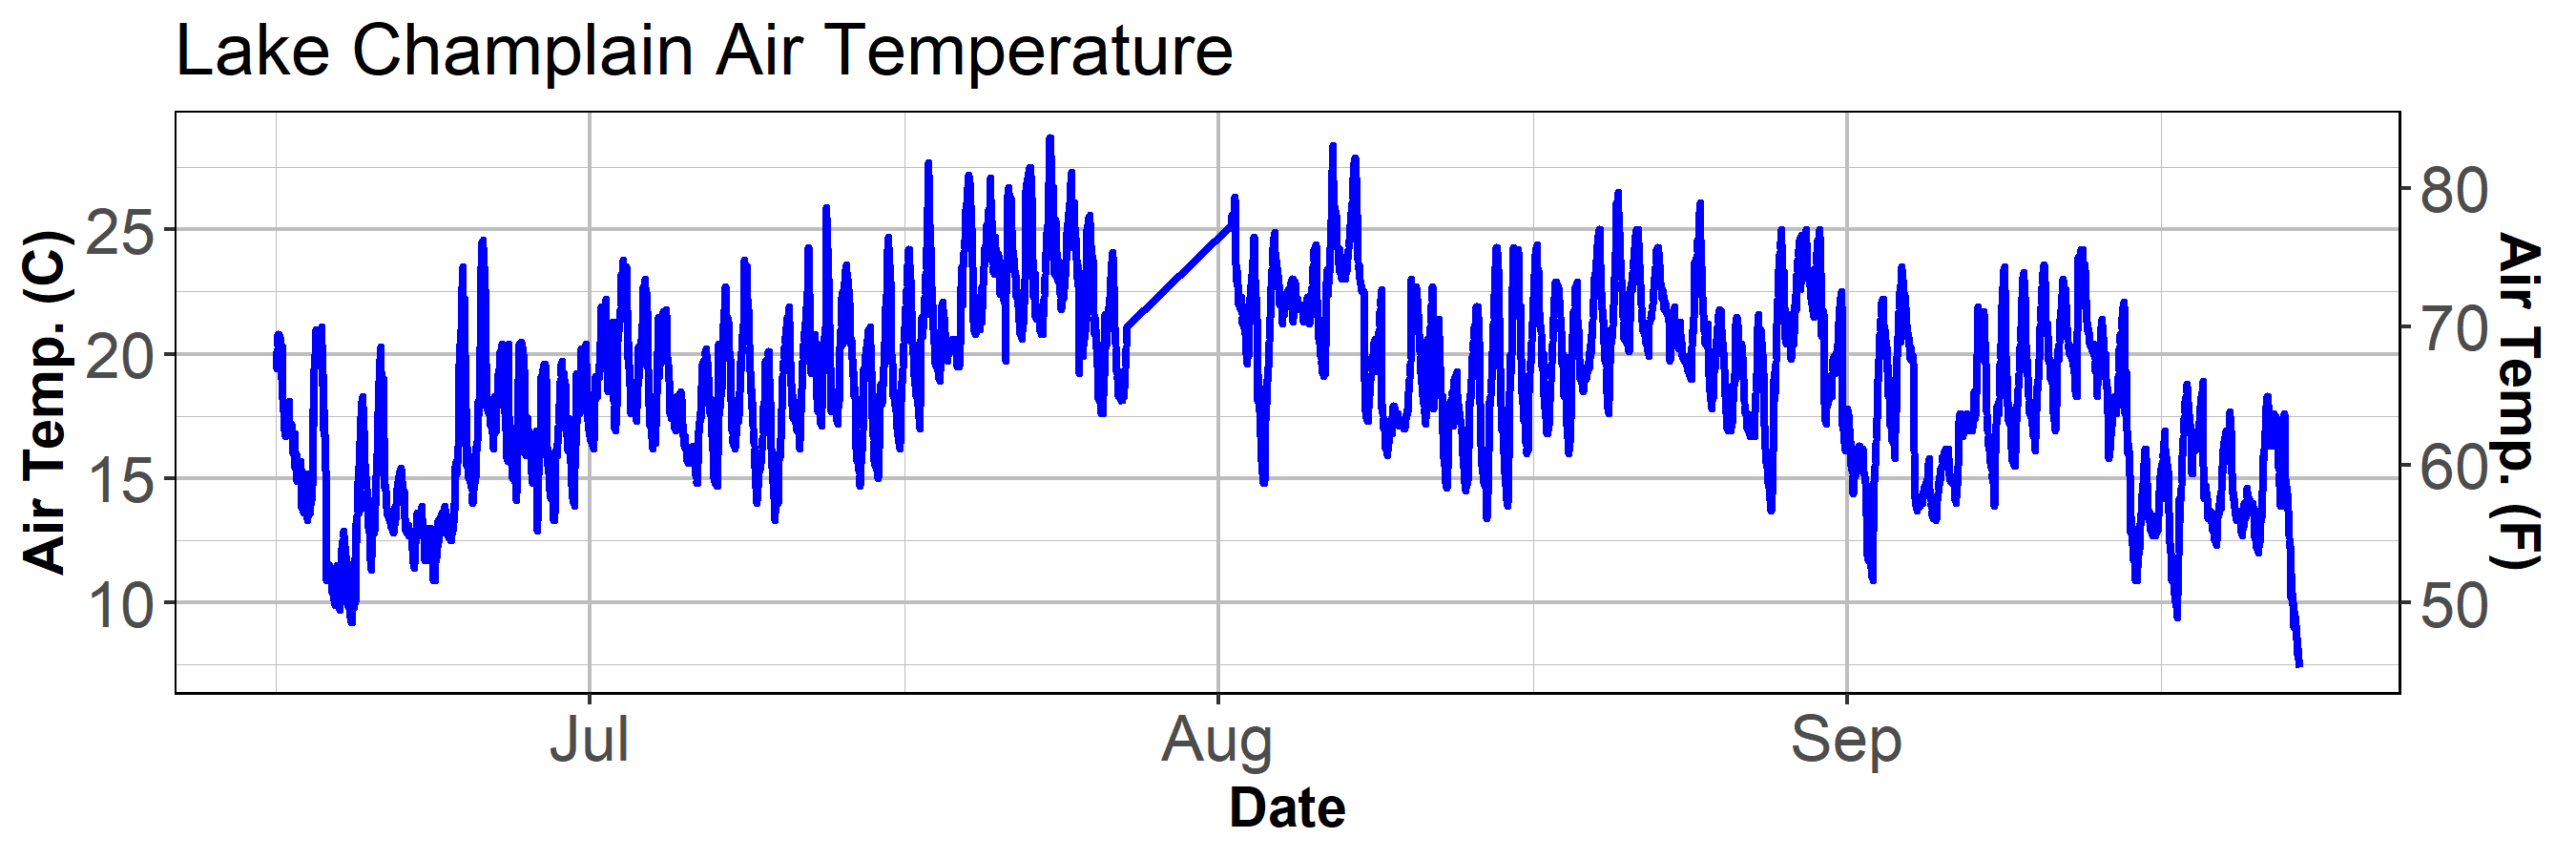 Lake Champlain Air Temperature
Air Temp. (C)
25
20
15
10
80
70
60
50
Air Temp. (F)
Jul
Aug
Sep
Date